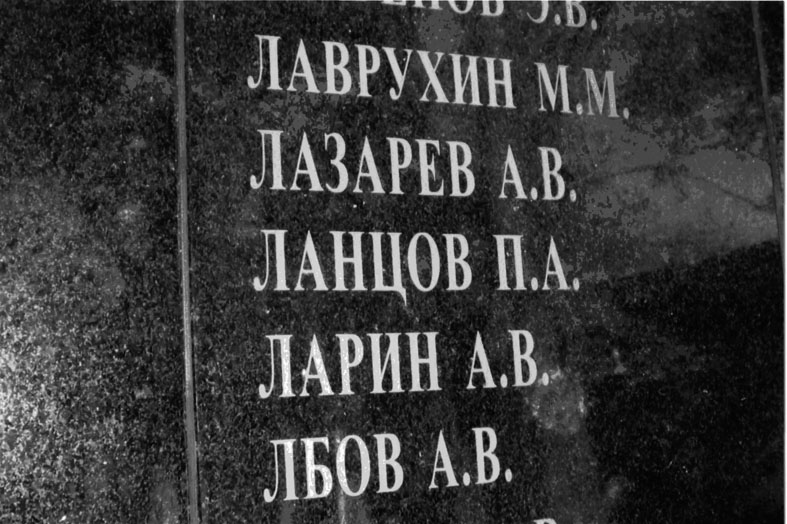 ЛАВРУХИН М.М.
ЛАЗАРЕВ А.В.
ЛАНЦОВ П.А.
ЛАРИН А.В.
ЛБОВ А.В.